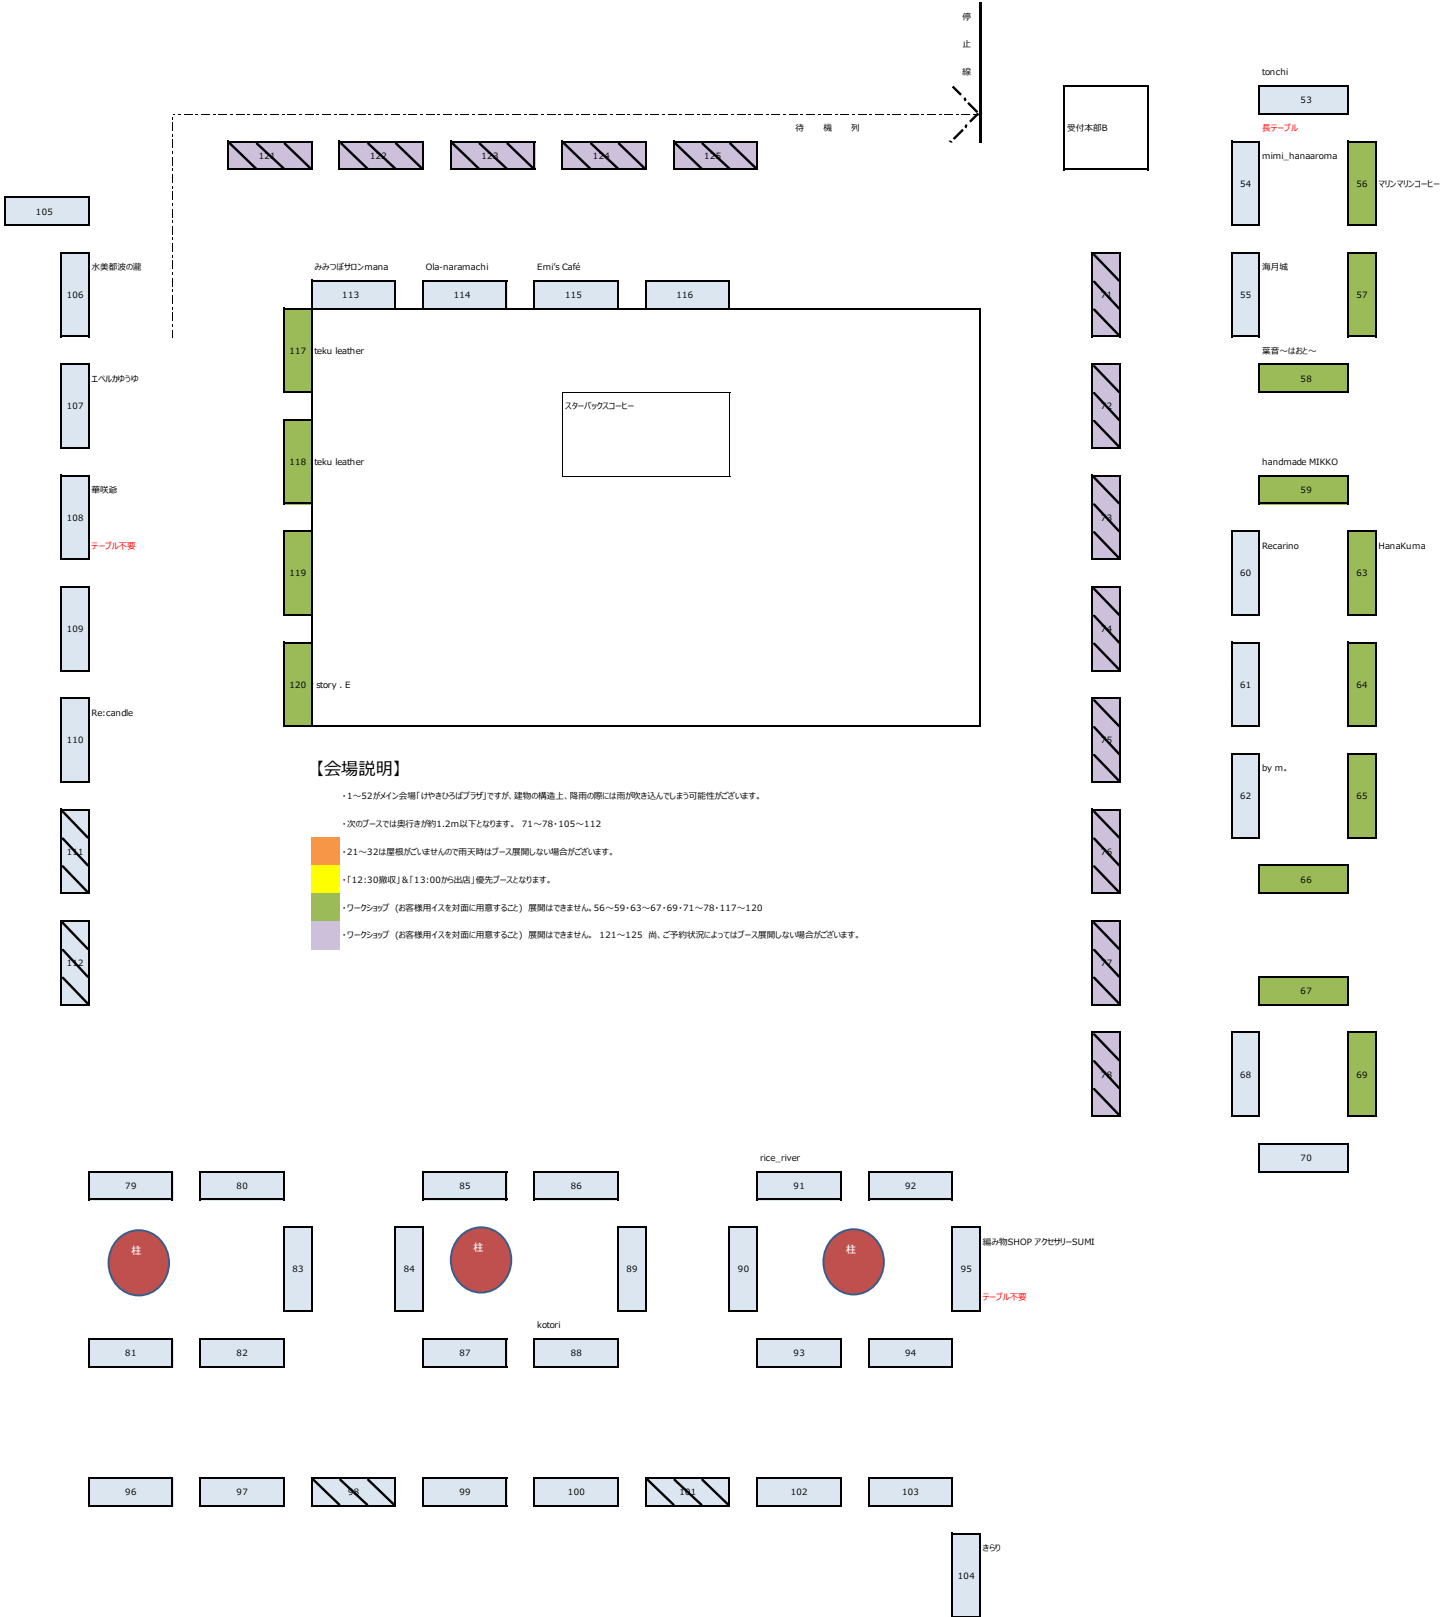 停
止
線
tonchi
53
長テーブル
待 機 列
受付本部B
121
122
123
124
125
mimi_hanaaroma
54
56
マリンマリンコーヒー
105
水美都波の瀧
106
みみつぼサロンmana
Ola-naramachi
Emi's Café
113
114
115
116
71
海月城
55
57
117
teku leather
葉音～はおと～
58
エベルカゆうゆ
107
スターバックスコーヒー
72
118
teku leather
handmade MIKKO
59
華咲爺
108
テーブル不要
73
Recarino
60
63
HanaKuma
119
109
74
120
story . E
61
64
Re:candle
110
75
by m。
62
65
【会場説明】
・1～52がメイン会場「けやきひろばプラザ」ですが、建物の構造上、降雨の際には雨が吹き込んでしまう可能性がございます。
・次のブースでは奥行きが約1.2m以下となります。 71～78・105～112
・21～32は屋根がごいませんので雨天時はブース展開しない場合がございます。
・「12:30撤収」&「13:00から出店」優先ブースとなります。
・ワークショップ (お客様用イスを対面に用意すること) 展開はできません。56～59・63～67・69・71～78・117～120
・ワークショップ (お客様用イスを対面に用意すること) 展開はできません。 121～125 尚、ご予約状況によってはブース展開しない場合がございます。
111
76
66
112
77
67
78
68
69
70
rice_river
79
80
85
86
91
92
柱
柱
柱
83
84
89
90
95
編み物SHOP アクセサリーSUMI
テーブル不要
kotori
81
82
87
88
93
94
96
97
98
99
100
101
102
103
きらり
104